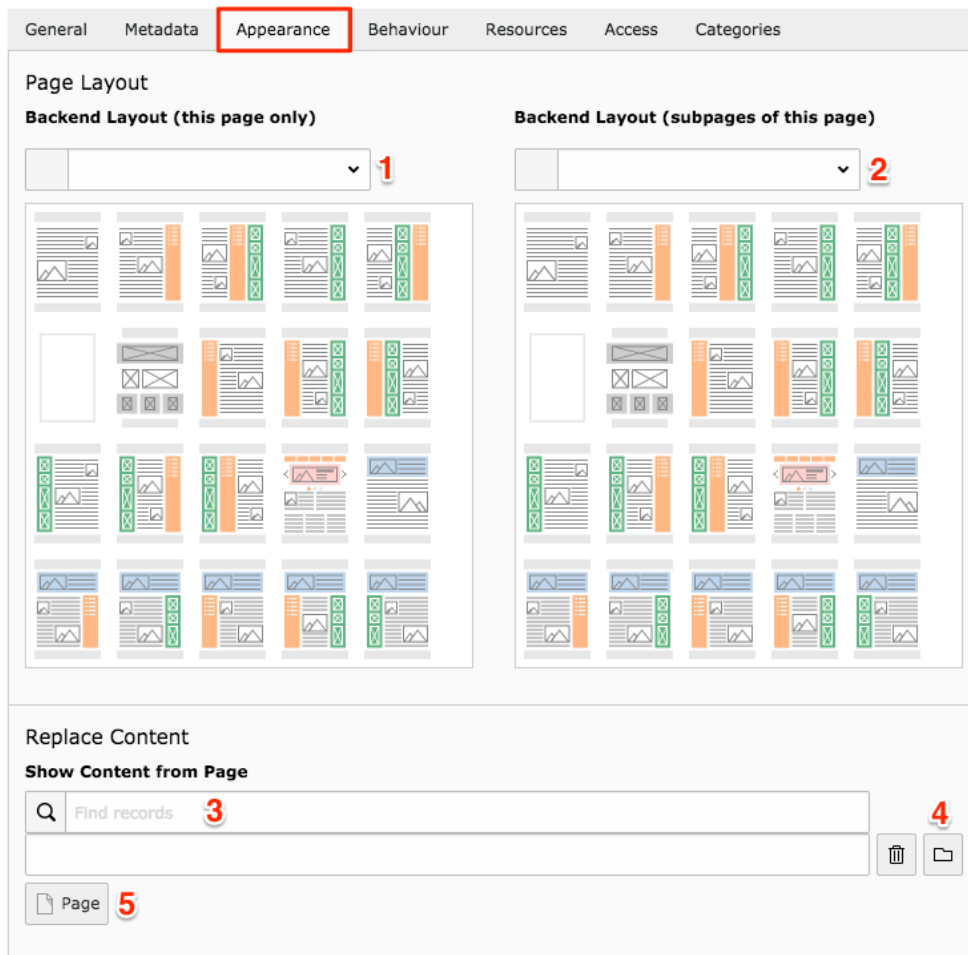 General Metadata Appearance Behaviour Resources Access Categories
Page Layout
Backend Layout (this page only)
Backend Layout (subpages of this page)
1
2
Replace Content
Show Content from Page
Find records 3
4
Page 5